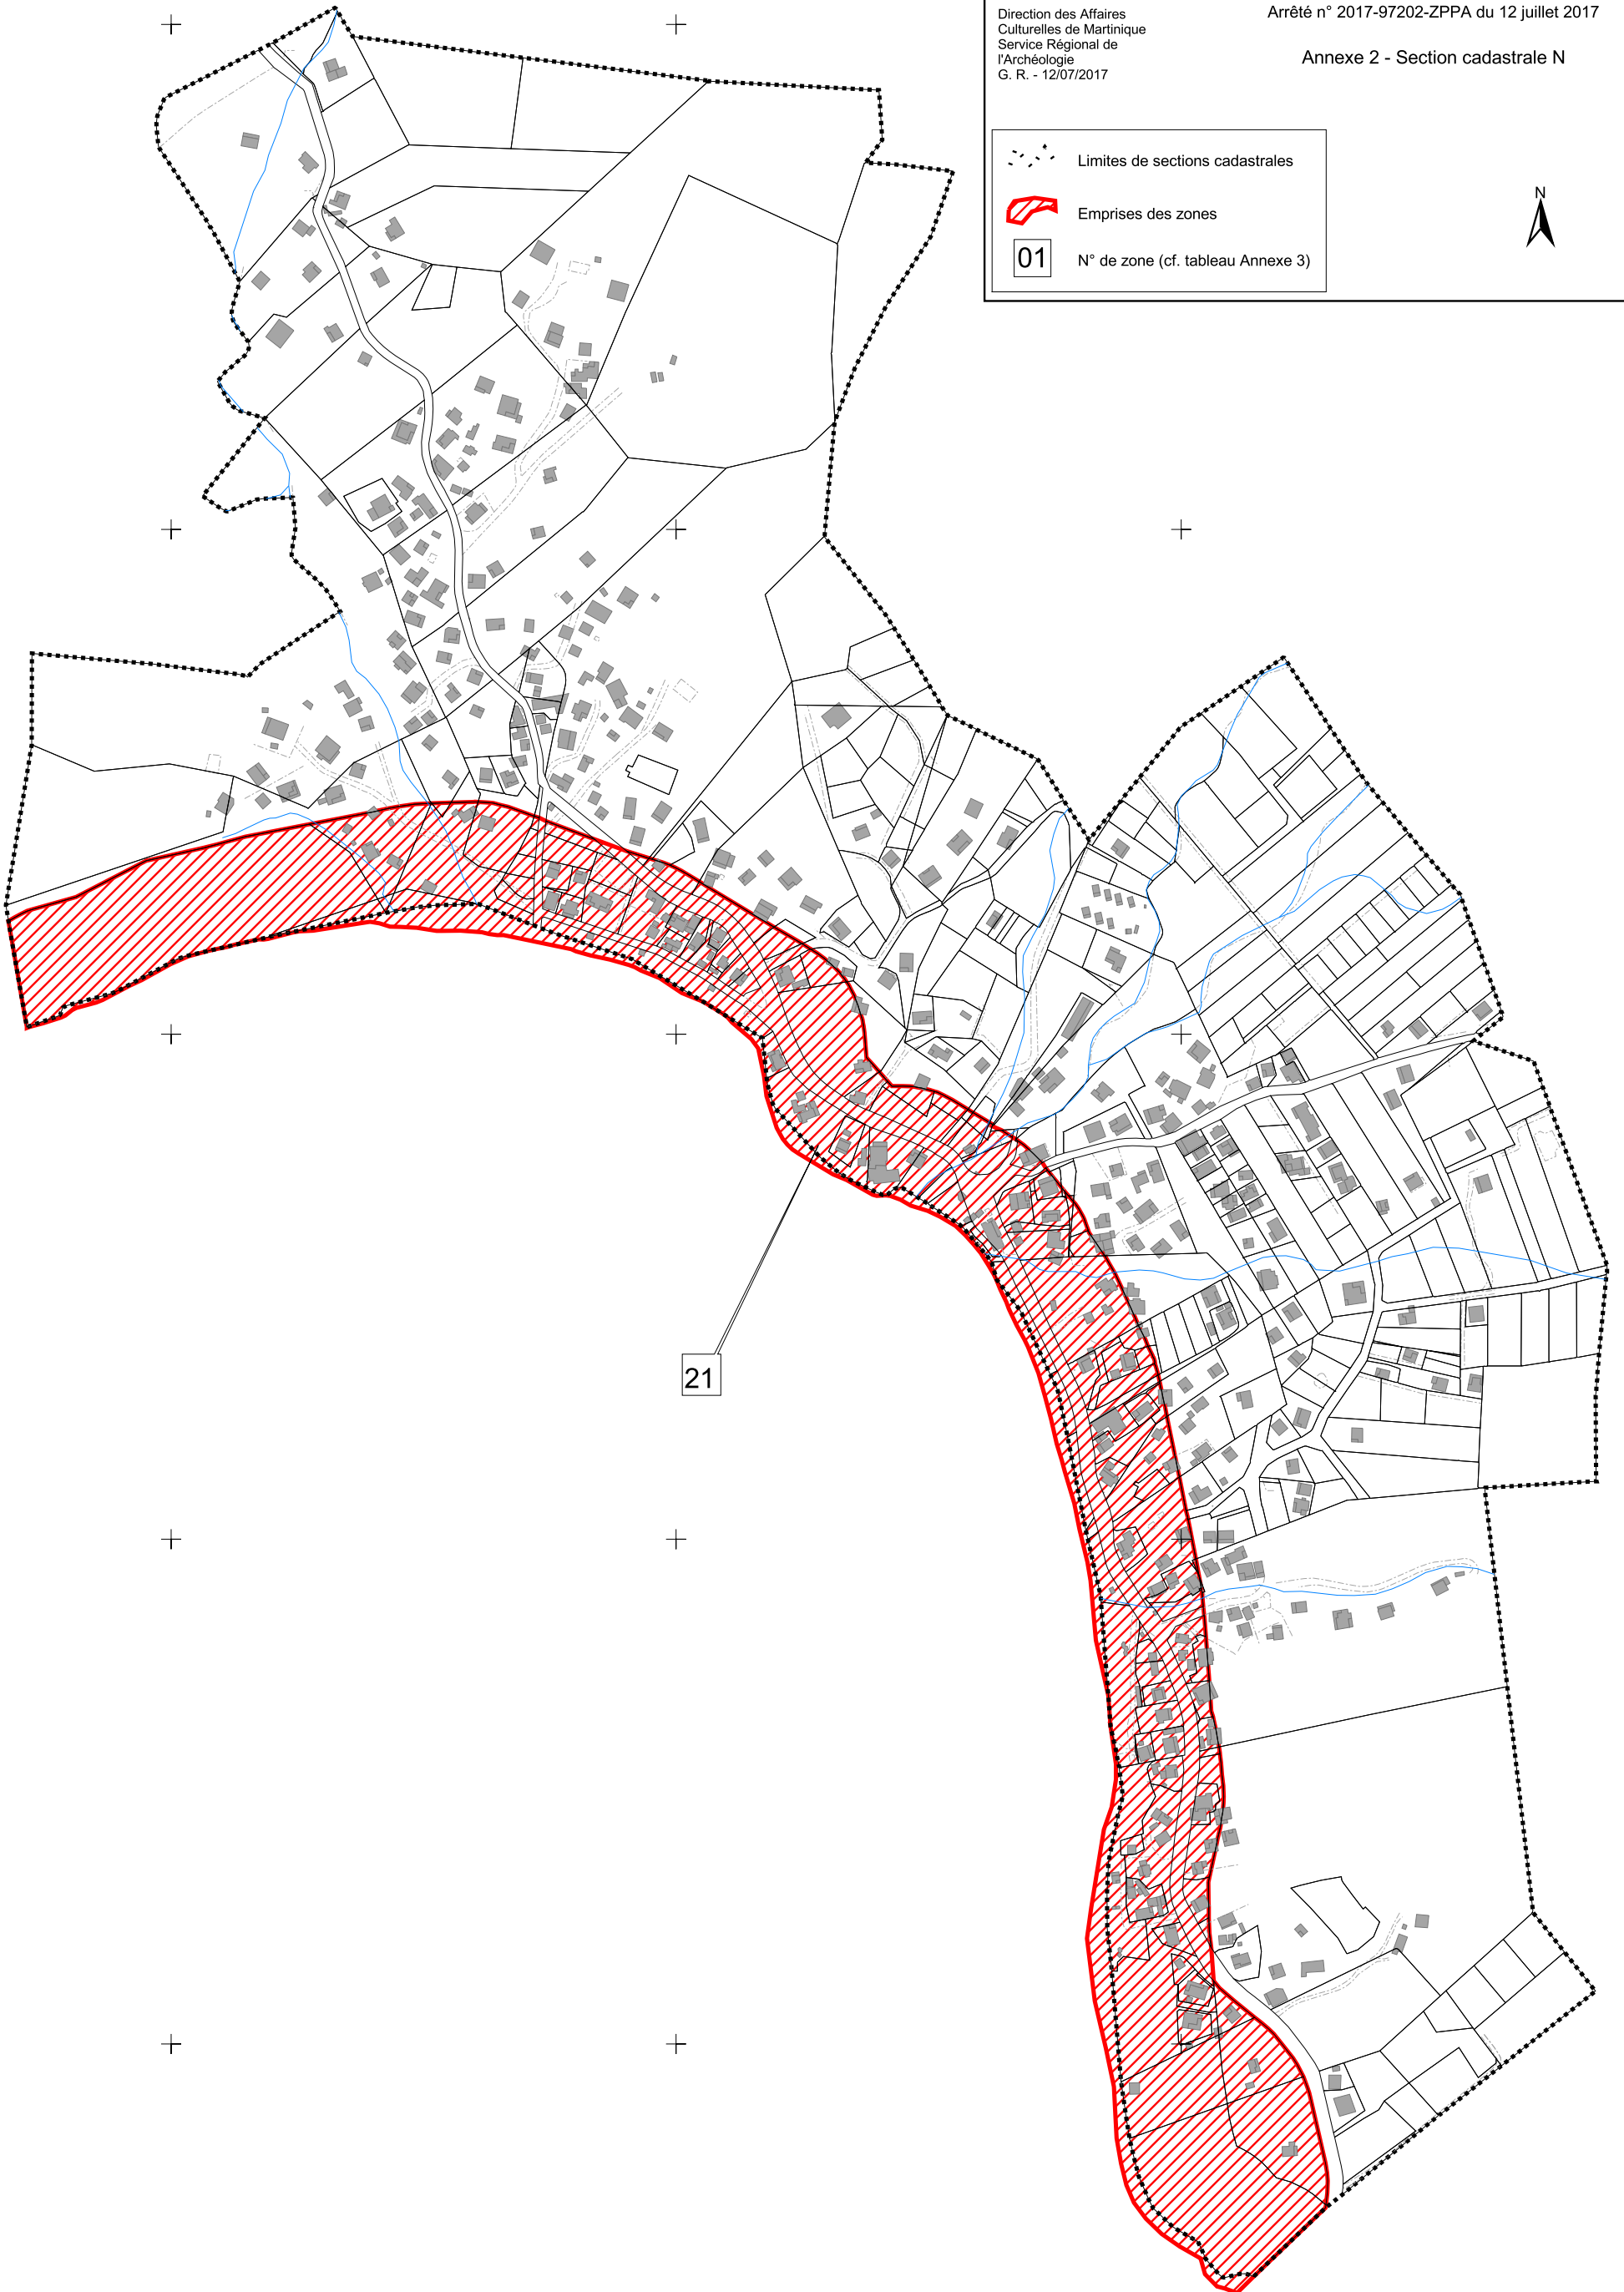 Direction des Affaires
Culturelles de Martinique
Service Régional de
l'Archéologie
G. R. - 12/07/2017
Arrêté n° 2017-97202-ZPPA du 12 juillet 2017
Annexe 2 - Section cadastrale N
Limites de sections cadastrales
Emprises des zones
01 N° de zone (cf. tableau Annexe 3)
N
21